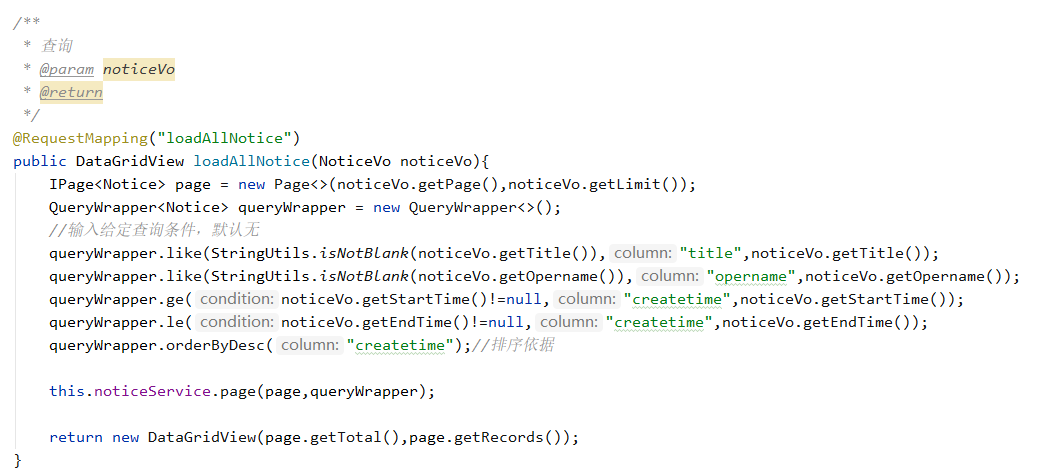 /**
 * 查询
 * @param noticeVo
 * @return
 */
@RequestMapping("loadAllNotice")
public DataGridView loadAllNotice(NoticeVo noticeVo){
    IPage<Notice> page = new Page<>(noticeVo.getPage(),noticeVo.getLimit());
    QueryWrapper<Notice> queryWrapper = new QueryWrapper<>();
    //输入给定查询条件，默认无
    queryWrapper.like(StringUtils.isNotBlank(noticeVo.getTitle()), column: "title",noticeVo.getTitle());
    queryWrapper.like(StringUtils.isNotBlank(noticeVo.getOpername()), column: "opername",noticeVo.getOpername());
    queryWrapper.ge( condition: noticeVo.getStartTime()!=null, column: "createtime",noticeVo.getStartTime());
    queryWrapper.le( condition: noticeVo.getEndTime()!=null, column: "createtime",noticeVo.getEndTime());
    queryWrapper.orderByDesc( column: "createtime");//排序依据
    this.noticeService.page(page,queryWrapper);
    return new DataGridView(page.getTotal(),page.getRecords());
}